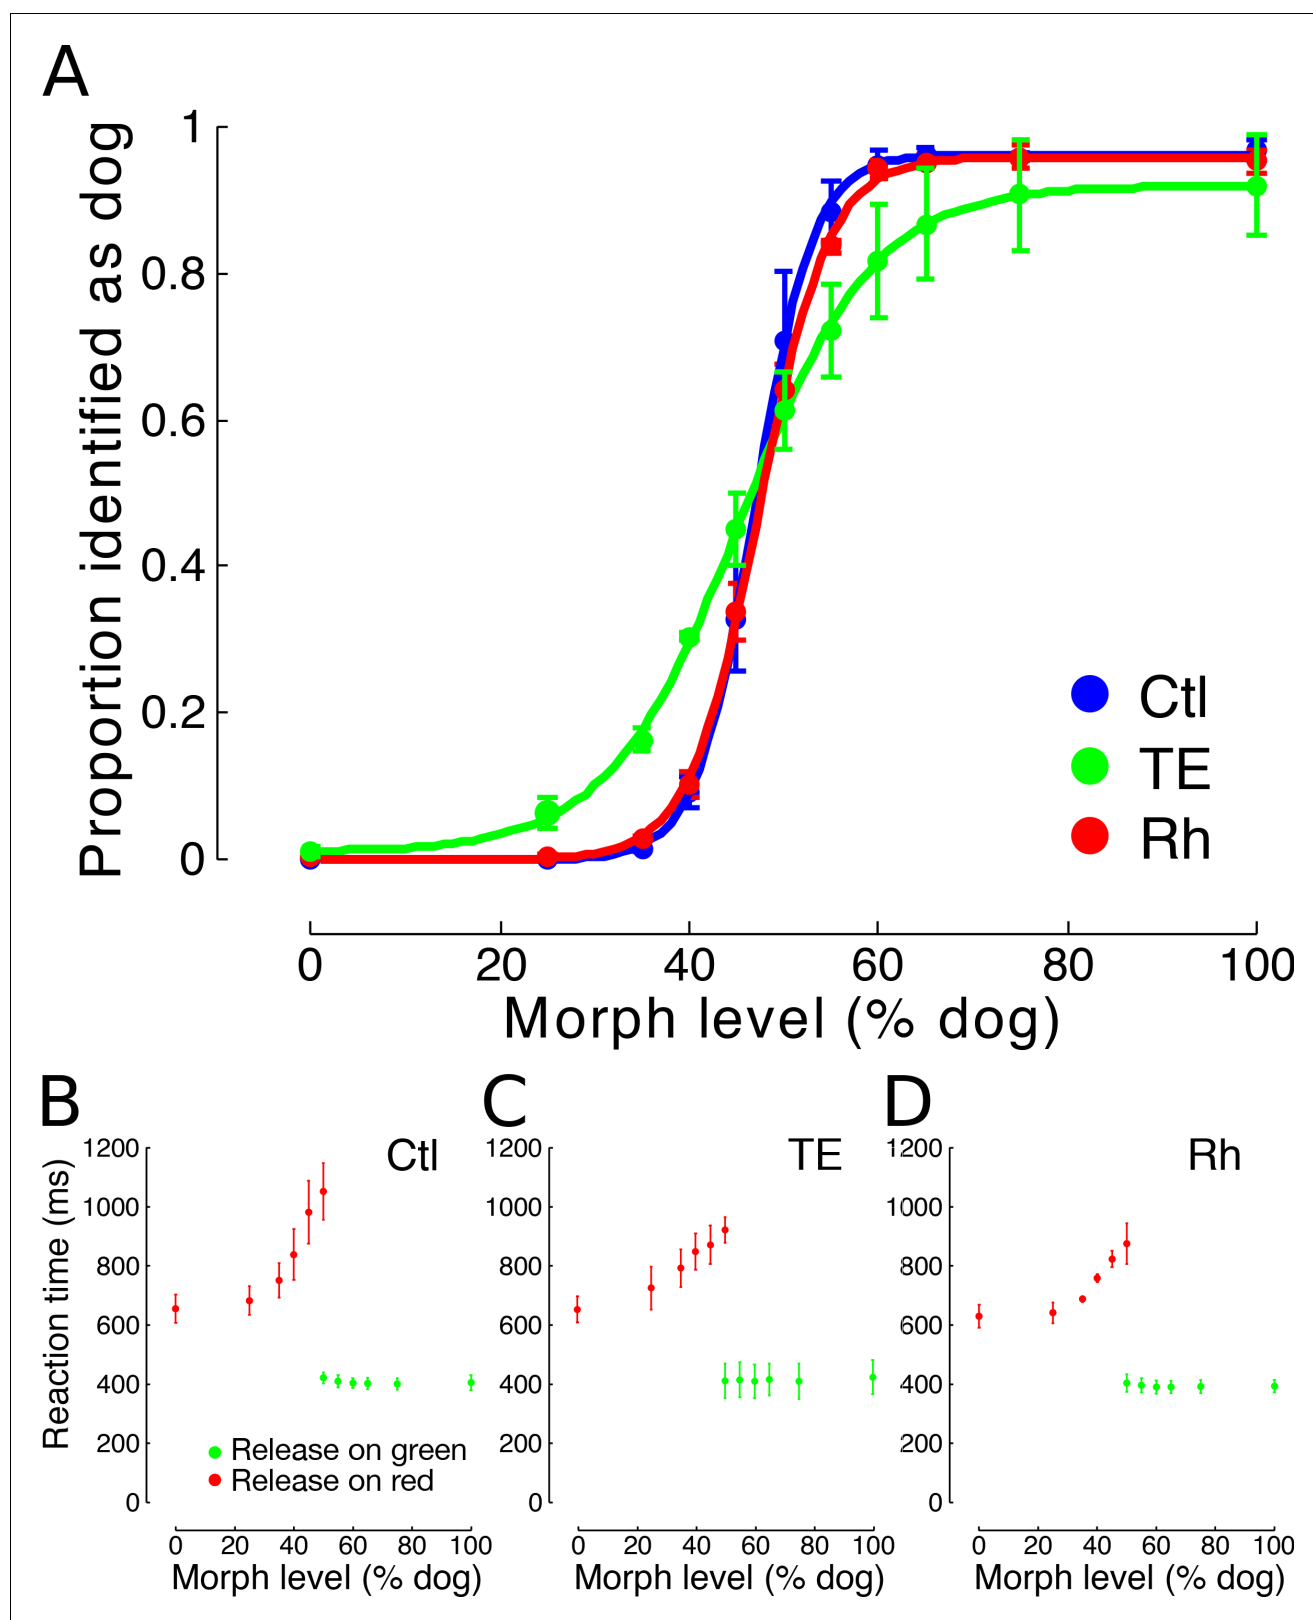 A
Proportion identified as dog
1
0.8
0.6
0.4
0.2
0
Ctl
TE
Rh
0 20 40 60 80 100
Morph level (% dog)
B
Ctl
Reaction time (ms)
1200
1000
800
600
400
200
0
Release on green
Release on red
0 20 40 60 80 100
Morph level (% dog)
C
TE
1200
1000
800
600
400
200
0
0 20 40 60 80 100
Morph level (% dog)
D
Rh
1200
1000
800
600
400
200
0
0 20 40 60 80 100
Morph level (% dog)